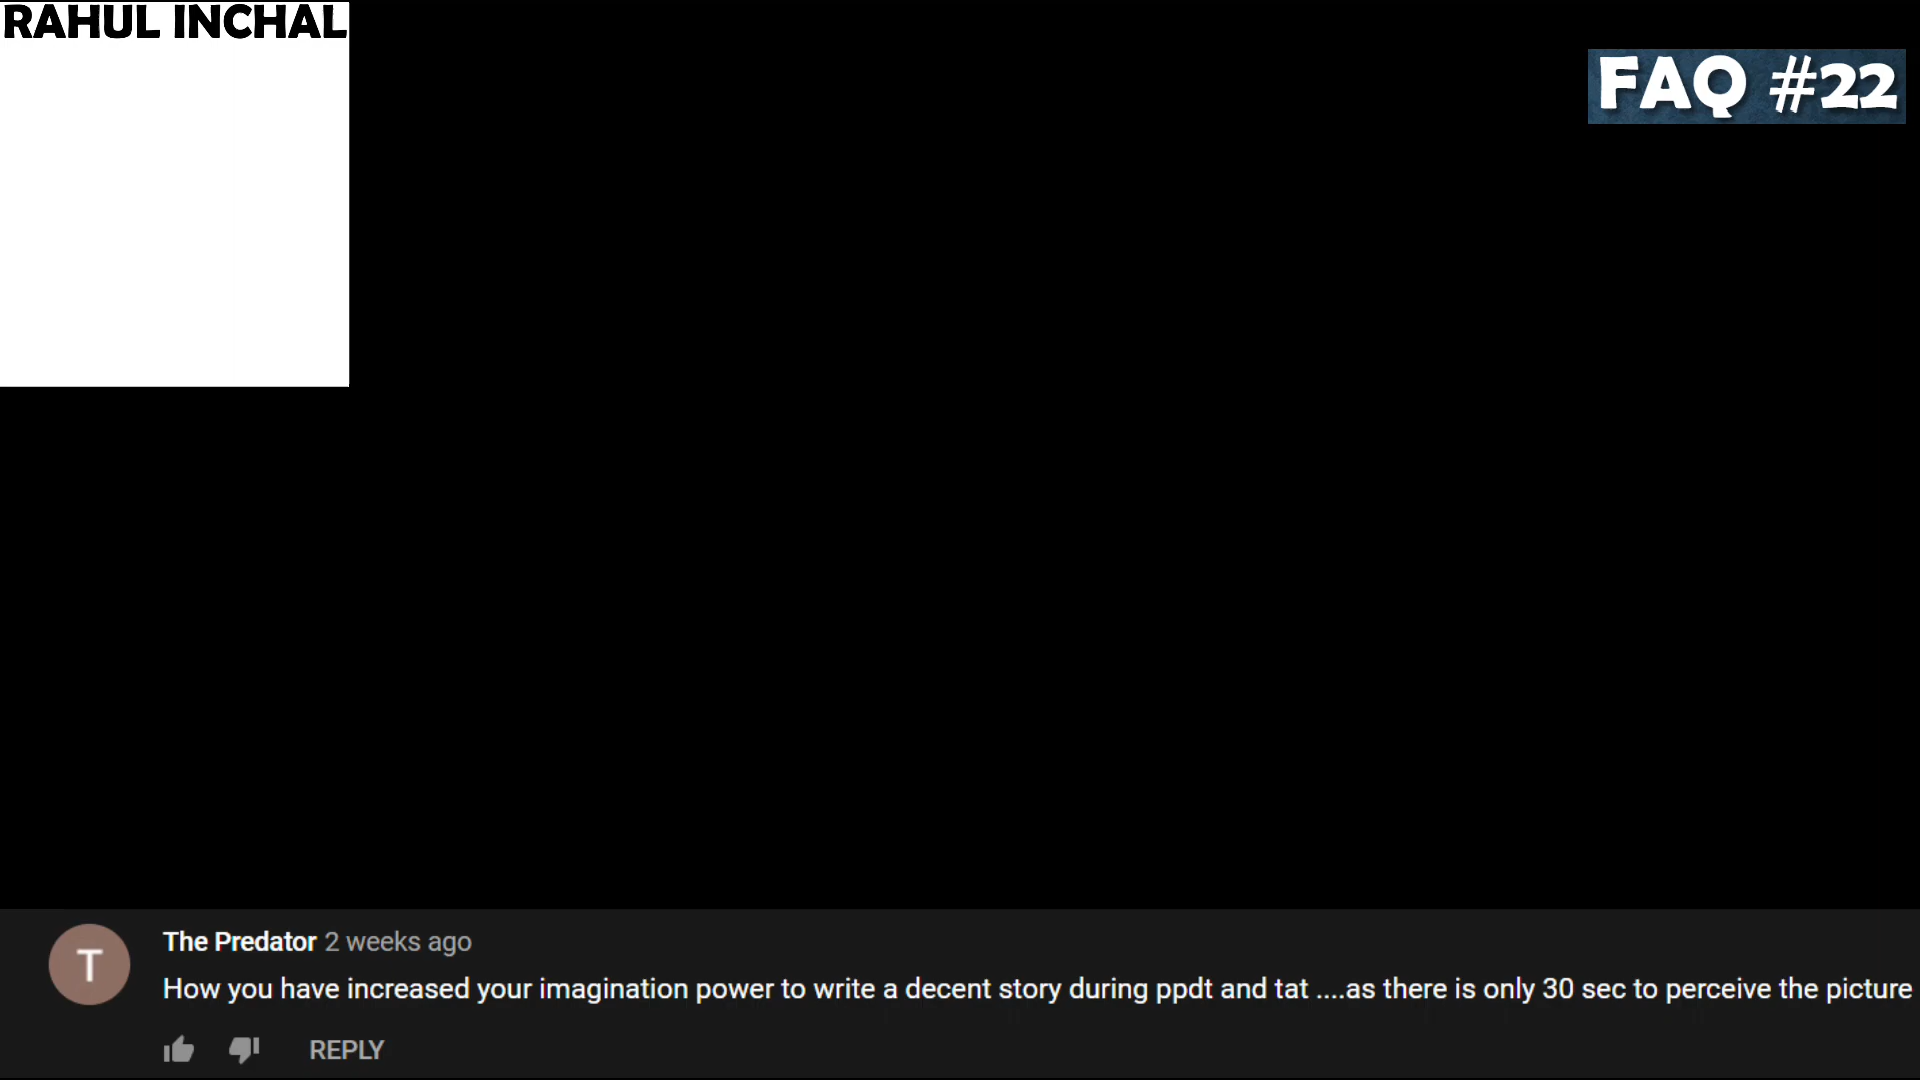 RAHUL INCHAL
FAQ #22
The Predator 2 weeks ago
T
How you have increased your imagination power to write a decent story during ppdt and tat ....as there is only 30 sec to perceive the picture
REPLY